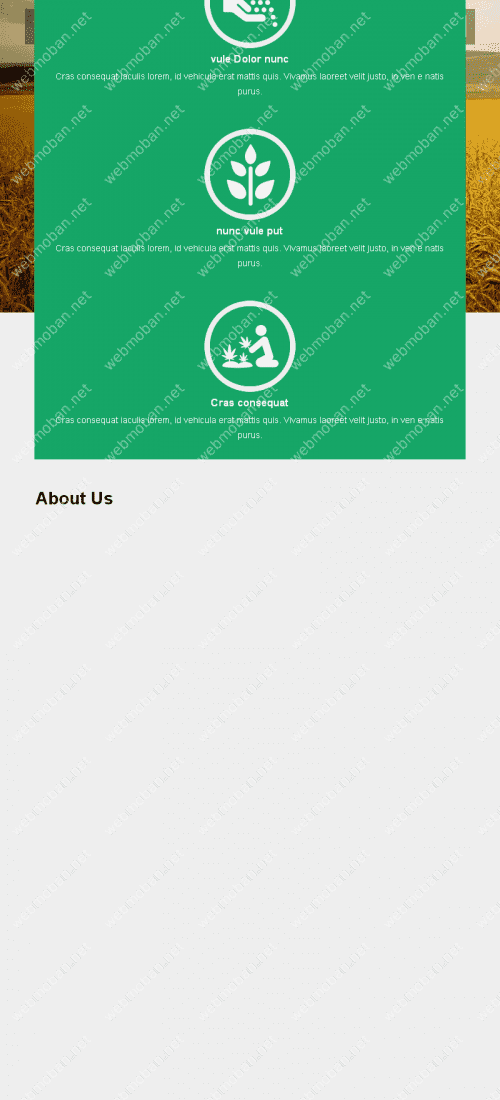 vule Dolor nunc
Cras consequat iaculis lorem, id vehicula erat mattis quis. Vivamus laoreet velit justo, in ven e natis
purus.
nunc vule put
Cras consequat iaculis lorem, id vehicula erat mattis quis. Vivamus laoreet velit justo, in ven e natis
purus.
Cras consequat
Cras consequat iaculis lorem, id vehicula erat mattis quis. Vivamus laoreet velit justo, in ven e natis
purus.
About Us
webmoban.net